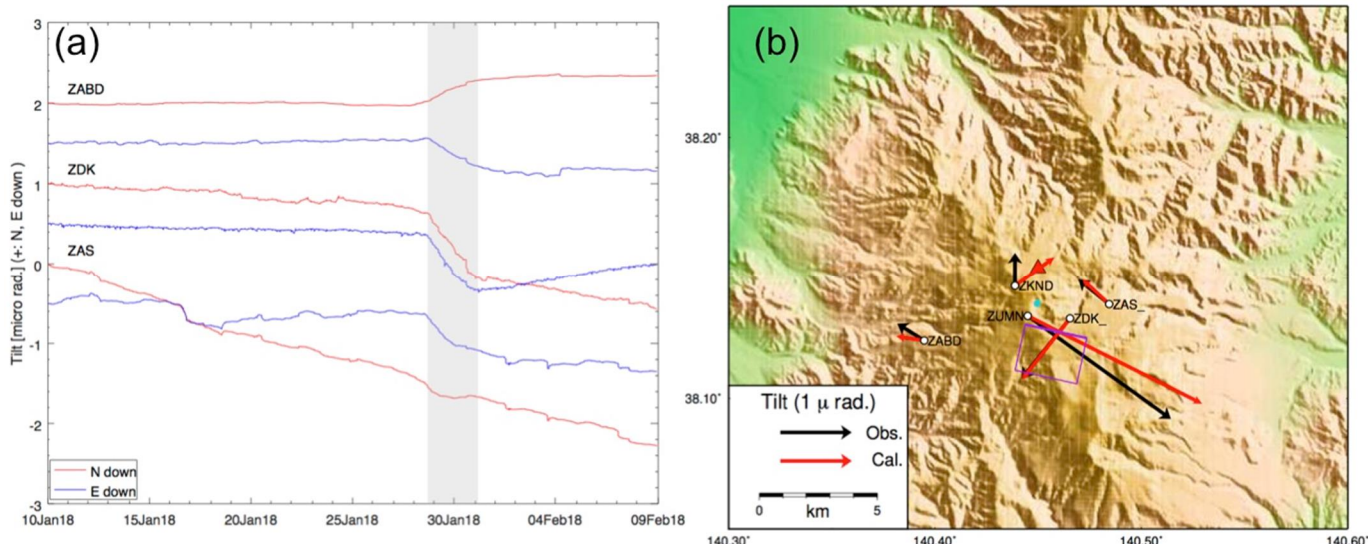 (a)
3
2
1
0
-1
-2
-3
Tilt [micro rad.] (+: N, E down )
ZABD
ZDK
ZAS
N down
E down
10Jan18 15Jan18 20Jan18 25Jan18 30Jan18 04Feb18 09Feb18
(b)
38.20°
38.10°
ZKND
ZAS_
ZUMN
ZDK_
ZABD
Tilt (1 μ rad.)
Obs.
Cal.
0 5
km
140.30° 140.40° 140.50° 140.60°